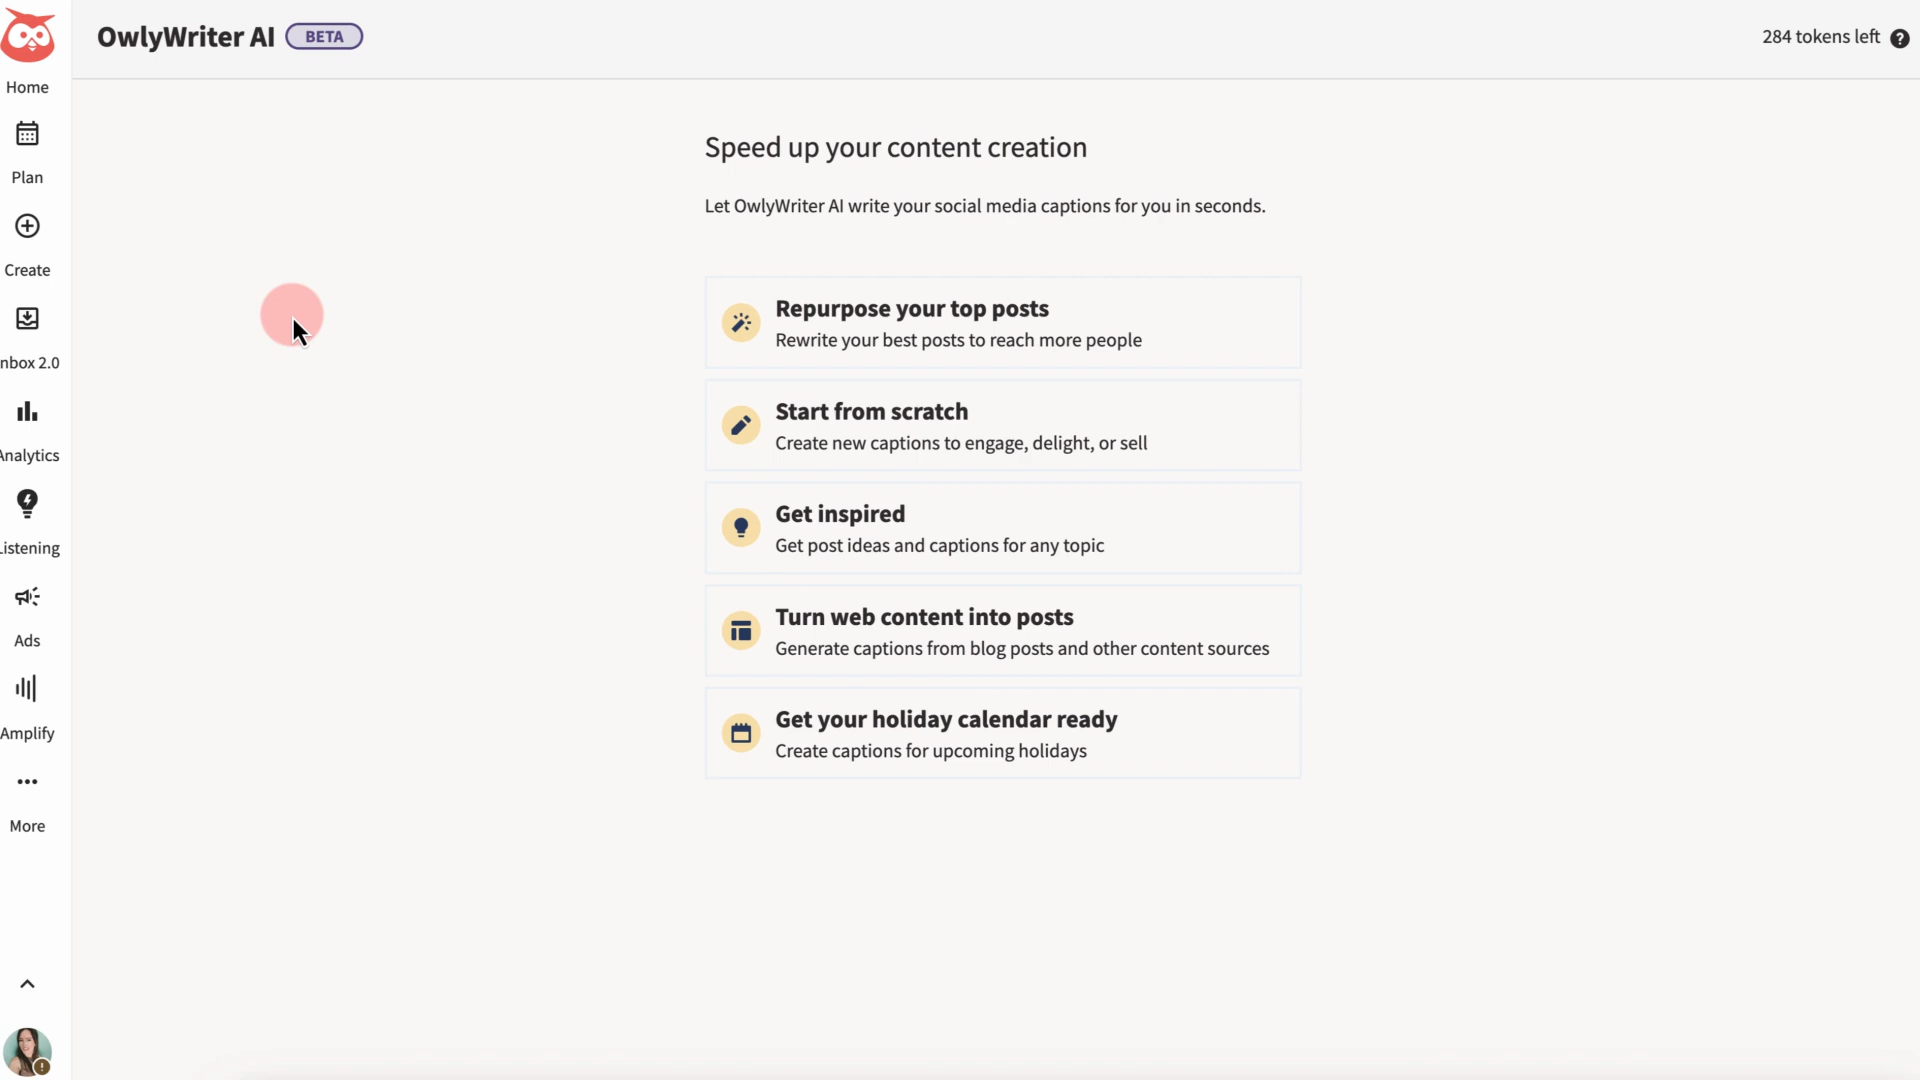 OwlyWriter AI BETA
284 tokens left ?
Home
Plan
Create
nbox 2.0
Analytics
Listening
Ads
Amplify
More
Speed up your content creation
Let OwlyWriter AI write your social media captions for you in seconds.
Repurpose your top posts
Rewrite your best posts to reach more people
Start from scratch
Create new captions to engage, delight, or sell
Get inspired
Get post ideas and captions for any topic
Turn web content into posts
Generate captions from blog posts and other content sources
Get your holiday calendar ready
Create captions for upcoming holidays